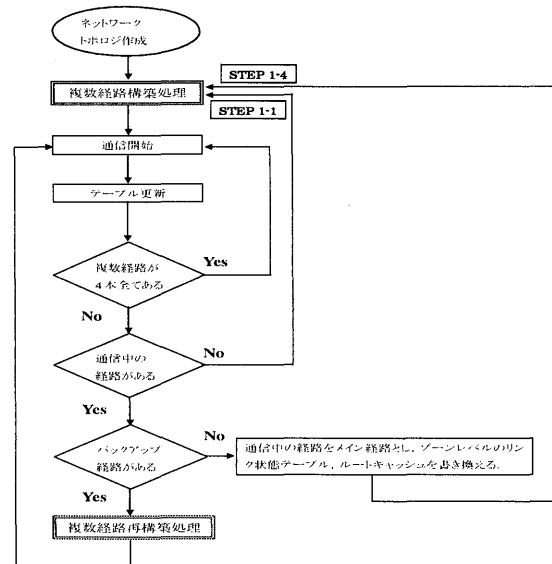 ネットワーク
トポロジ作成
STEP 1-4
複数経路構築処理
STEP 1-1
通信開始
テーブル更新
複数経路が
4本全てある
Yes
No
通信中の
経路がある
No
Yes
バックアップ
経路がある
No
通信中の経路をメイン経路とし, ゾーンレベルのリン
ク状態テーブル, ルートキャッシュを書き換える.
Yes
複数経路再構築処理